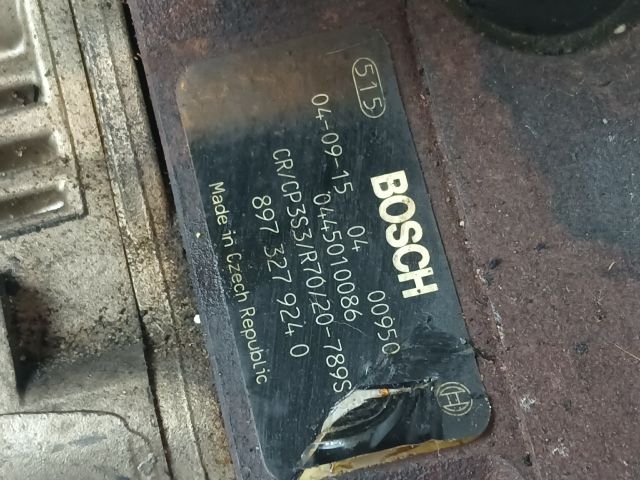 515
BOSCH
04-09-15 04 00950
0445010086
CR/CP3S3/R70/20-789S
897 327 924 0
Made in Czech Republic